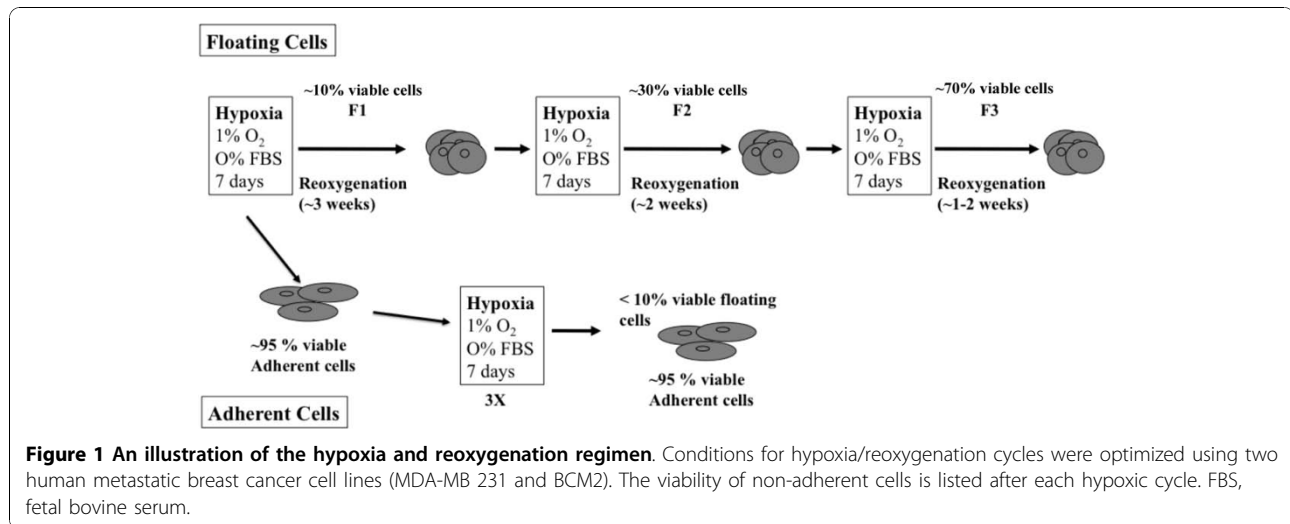 Floating Cells
Hypoxia
1% O₂
O% FBS
7 days
~10% viable cells
F1
Reoxygenation
(~3 weeks)
Hypoxia
1% O₂
O% FBS
7 days
~30% viable cells
F2
Reoxygenation
(~2 weeks)
Hypoxia
1% O₂
O% FBS
7 days
~70% viable cells
F3
Reoxygenation
(~1-2 weeks)
~95 % viable
Adherent cells
Hypoxia
1% O₂
O% FBS
7 days
3X
< 10% viable floating
cells
~95 % viable
Adherent cells
Adherent Cells
Figure 1 An illustration of the hypoxia and reoxygenation regimen. Conditions for hypoxia/reoxygenation cycles were optimized using two
human metastatic breast cancer cell lines (MDA-MB 231 and BCM2). The viability of non-adherent cells is listed after each hypoxic cycle. FBS,
fetal bovine serum.